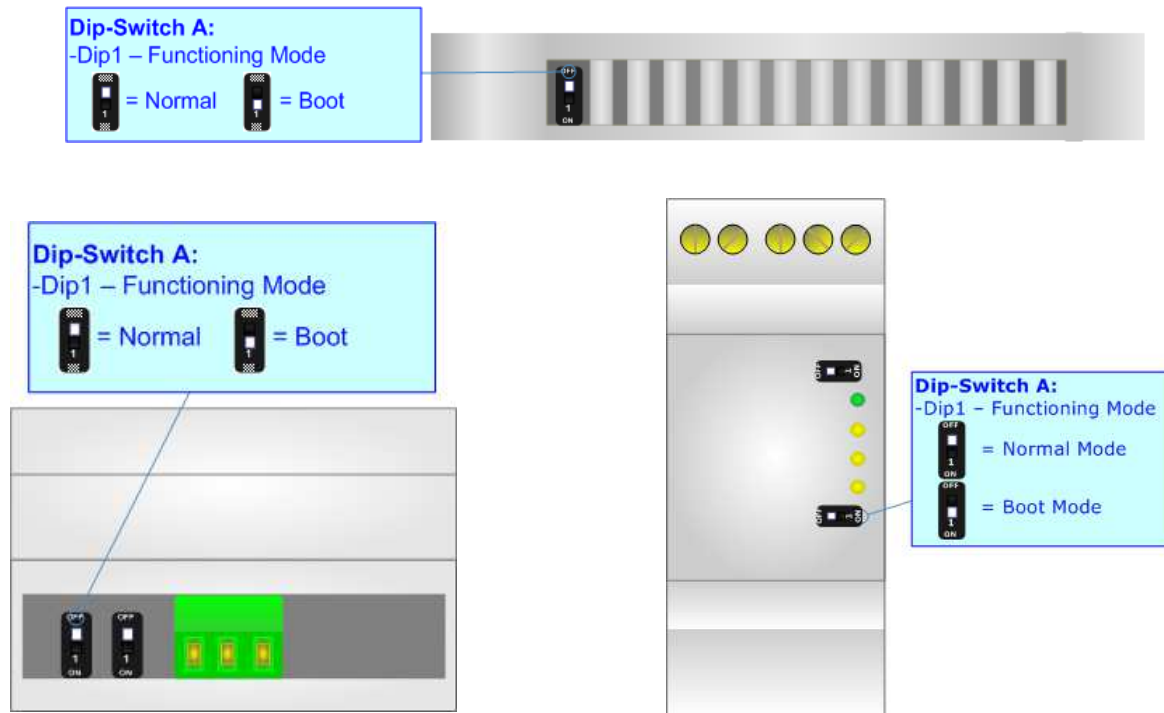 Dip-Switch A:
-Dip1 – Functioning Mode
1 = Normal 1 = Boot
OFF
1
ON
Dip-Switch A:
-Dip1 – Functioning Mode
1 = Normal 1 = Boot
OFF OFF
1 1
ON ON
OFF 1 ON
OFF 1 ON
Dip-Switch A:
-Dip1 – Functioning Mode
OFF
1 = Normal Mode
ON
OFF
1 = Boot Mode
ON